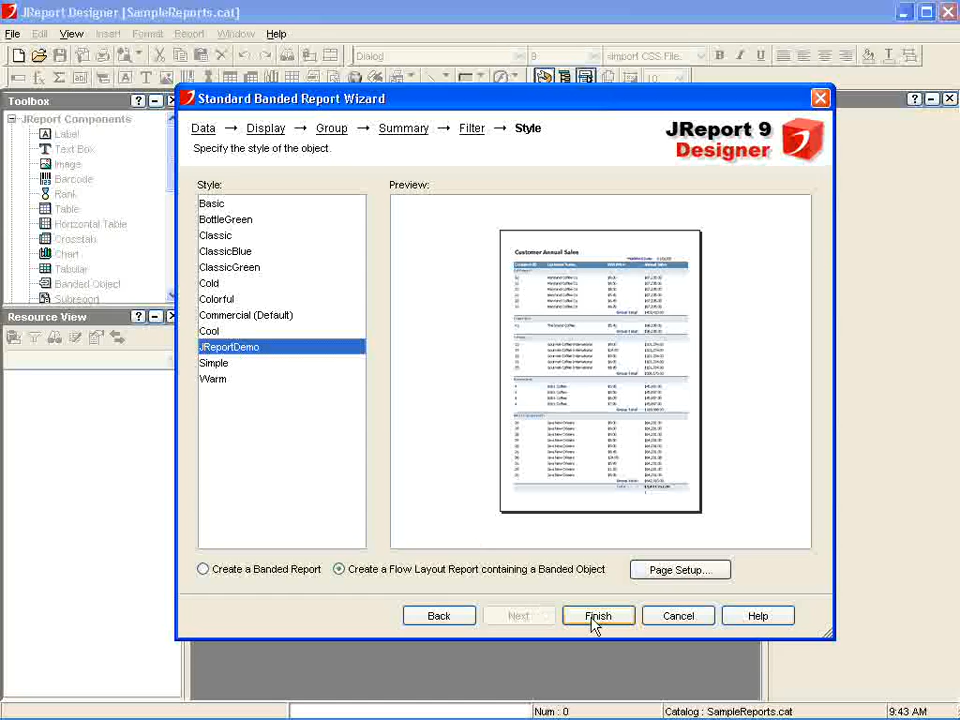 JReport Designer [SampleReports.cat]
File Edit View Insert Format Report Window Help
Dialog 9 <import CSS File...
10
Toolbox
JReport Components
Label
Text Box
Image
Barcode
Rank
Table
Horizontal Table
Crosstab
Chart
Tabular
Banded Object
Subreport
Resource View
Standard Banded Report Wizard
Data → Display → Group → Summary → Filter → Style
Specify the style of the object.
JReport 9
Designer
Style:
Basic
BottleGreen
Classic
ClassicBlue
ClassicGreen
Cold
Colorful
Commercial (Default)
Cool
JReportDemo
Simple
Warm
Preview:
Customer Annual Sales
Create a Banded Report
Create a Flow Layout Report containing a Banded Object
Page Setup...
Back
Next
Finish
Cancel
Help
Num : 0
Catalog : SampleReports.cat
9:43 AM